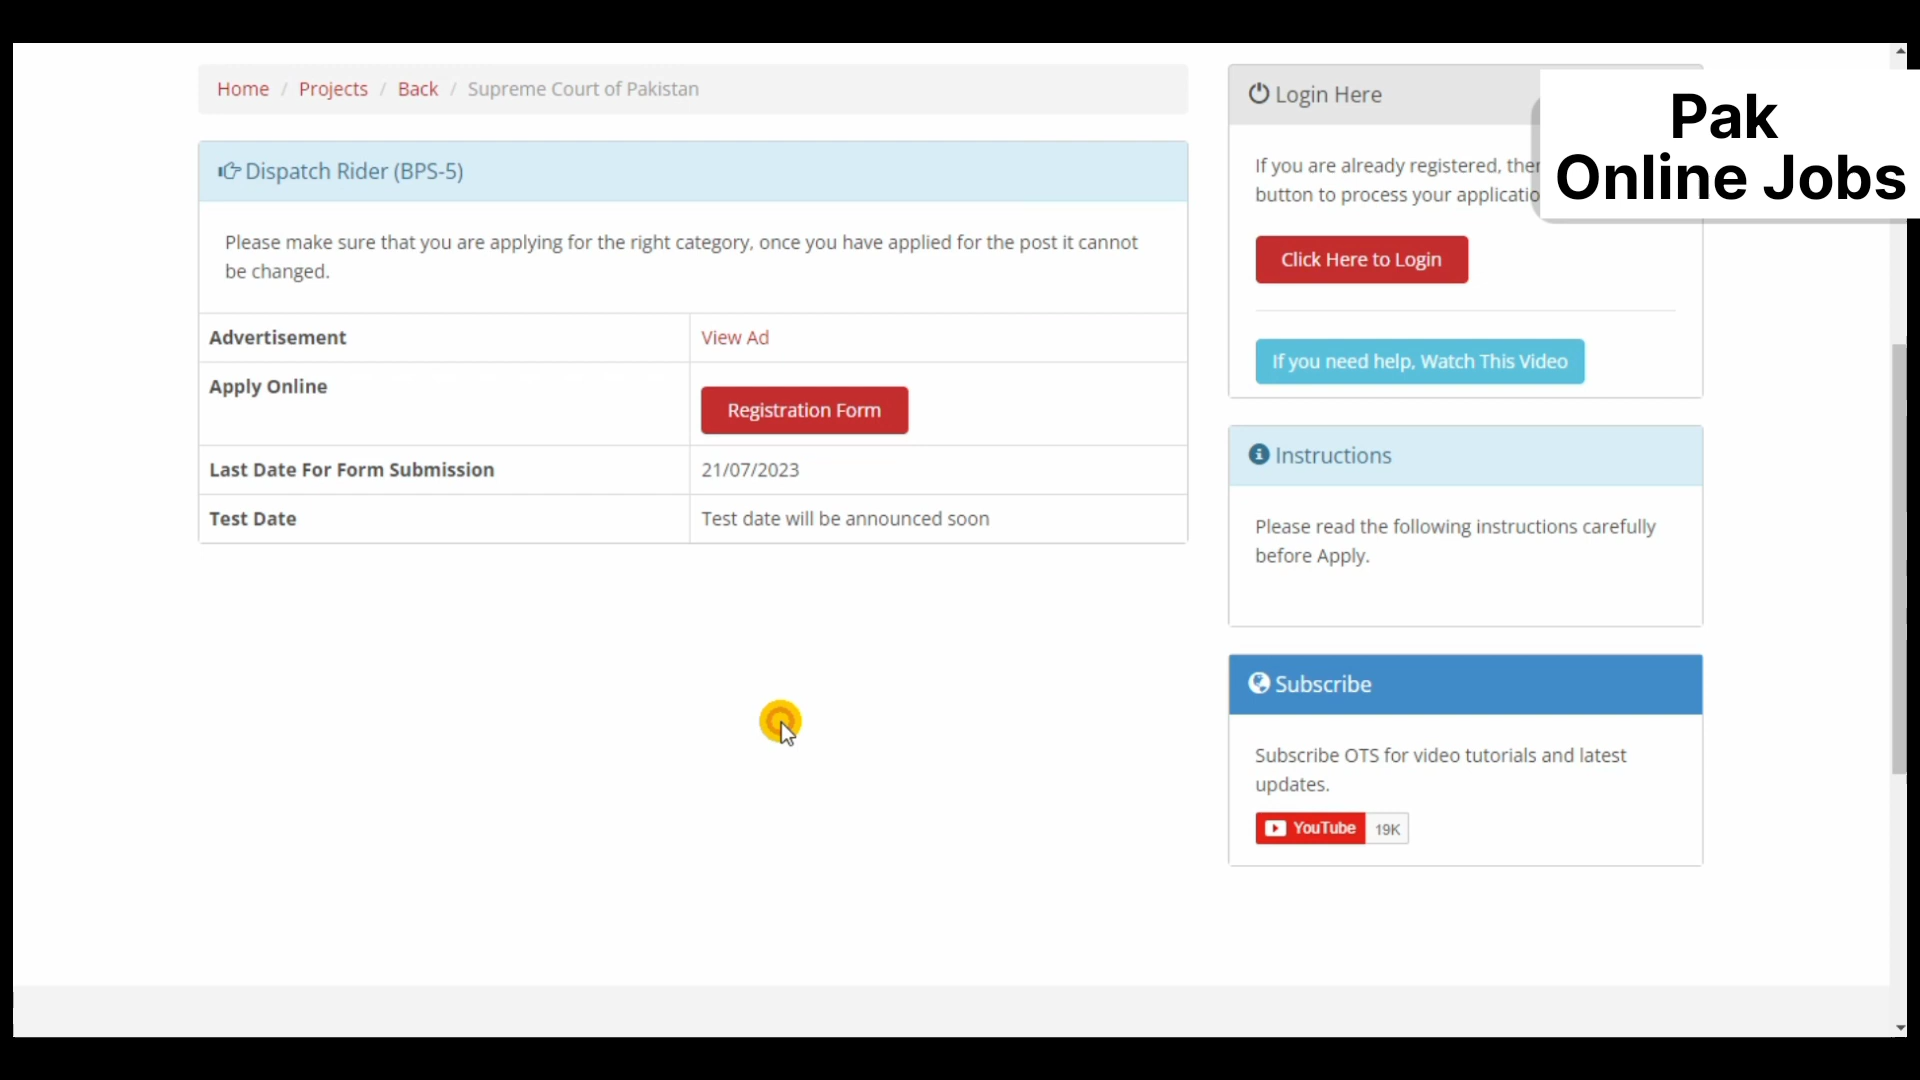 Home / Projects / Back / Supreme Court of Pakistan
Dispatch Rider (BPS-5)
Please make sure that you are applying for the right category, once you have applied for the post it cannot
be changed.
Advertisement
View Ad
Apply Online
Registration Form
Last Date For Form Submission
21/07/2023
Test Date
Test date will be announced soon
Login Here
If you are already registered,
button to process your
Click Here to Login
If you need help, Watch This Video
Instructions
Please read the following instructions carefully
before Apply.
Subscribe
Subscribe OTS for video tutorials and latest
updates.
YouTube 19K
Pak
Online Jobs